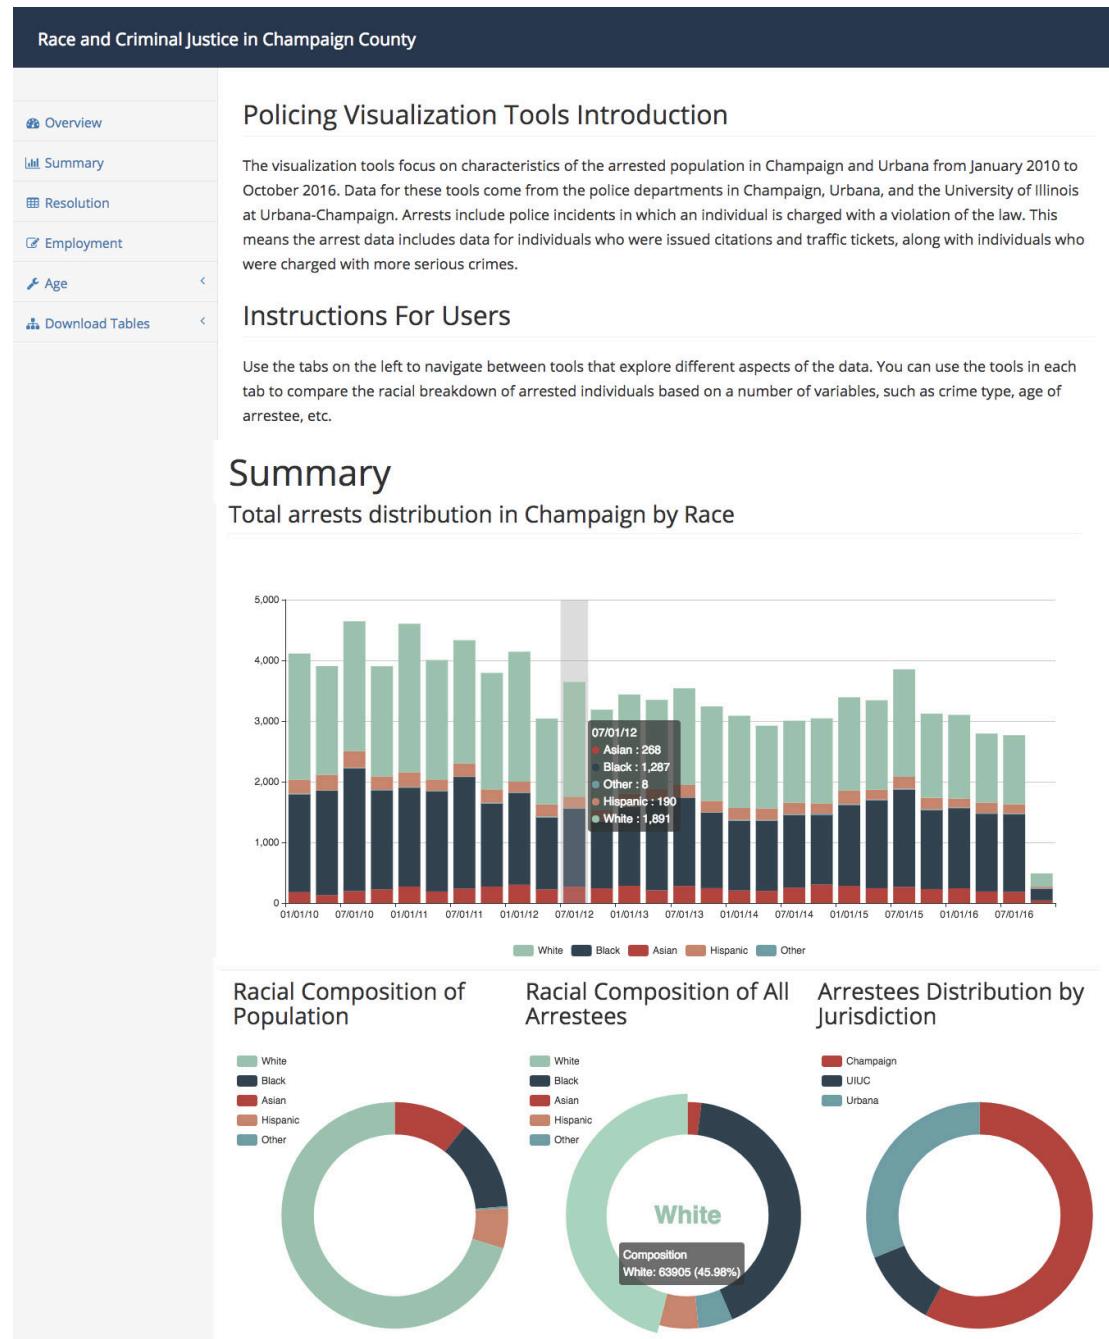 Race and Criminal Justice in Champaign County
Overview
Summary
Resolution
Employment
Age
Download Tables
Policing Visualization Tools Introduction
The visualization tools focus on characteristics of the arrested population in Champaign and Urbana from January 2010 to
October 2016. Data for these tools come from the police departments in Champaign, Urbana, and the University of Illinois
at Urbana-Champaign. Arrests include police incidents in which an individual is charged with a violation of the law. This
means the arrest data includes data for individuals who were issued citations and traffic tickets, along with individuals who
were charged with more serious crimes.
Instructions For Users
Use the tabs on the left to navigate between tools that explore different aspects of the data. You can use the tools in each
tab to compare the racial breakdown of arrested individuals based on a number of variables, such as crime type, age of
arrestee, etc.
Summary
Total arrests distribution in Champaign by Race
5,000
4,000
3,000
2,000
1,000
0
07/01/12
Asian : 268
Black : 1,287
Other : 8
Hispanic : 190
White : 1,891
01/01/10 07/01/10 01/01/11 07/01/11 01/01/12 07/01/12 01/01/13 07/01/13 01/01/14 07/01/14 01/01/15 07/01/15 01/01/16 07/01/16
White Black Asian Hispanic Other
Racial Composition of
Population
White
Black
Asian
Hispanic
Other
Racial Composition of All
Arrestees
White
Black
Asian
Hispanic
Other
White
Composition
White: 63905 (45.98%)
Arrestees Distribution by
Jurisdiction
Champaign
UIUC
Urbana